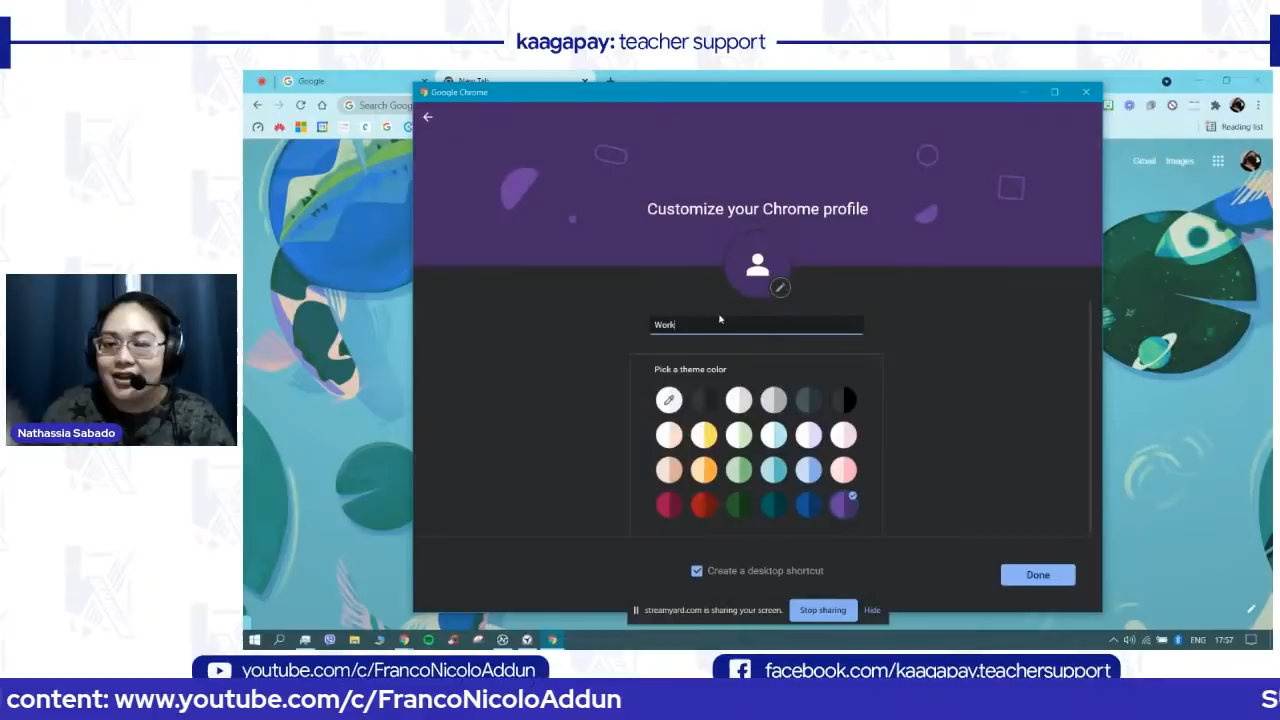 kaagapay: teacher support
Google
New Tab
Google Chrome
Search Goog
Reading list
Gmail
Images
Customize your Chrome profile
Work
Pick a theme color
Create a desktop shortcut
Done
streamyard.com is sharing your screen.
Stop sharing
Hide
Nathassia Sabado
ENG
17:57
youtube.com/c/FrancoNicoloAddun
facebook.com/kaagapay.teachersupport
content: www.youtube.com/c/FrancoNicoloAddun
S